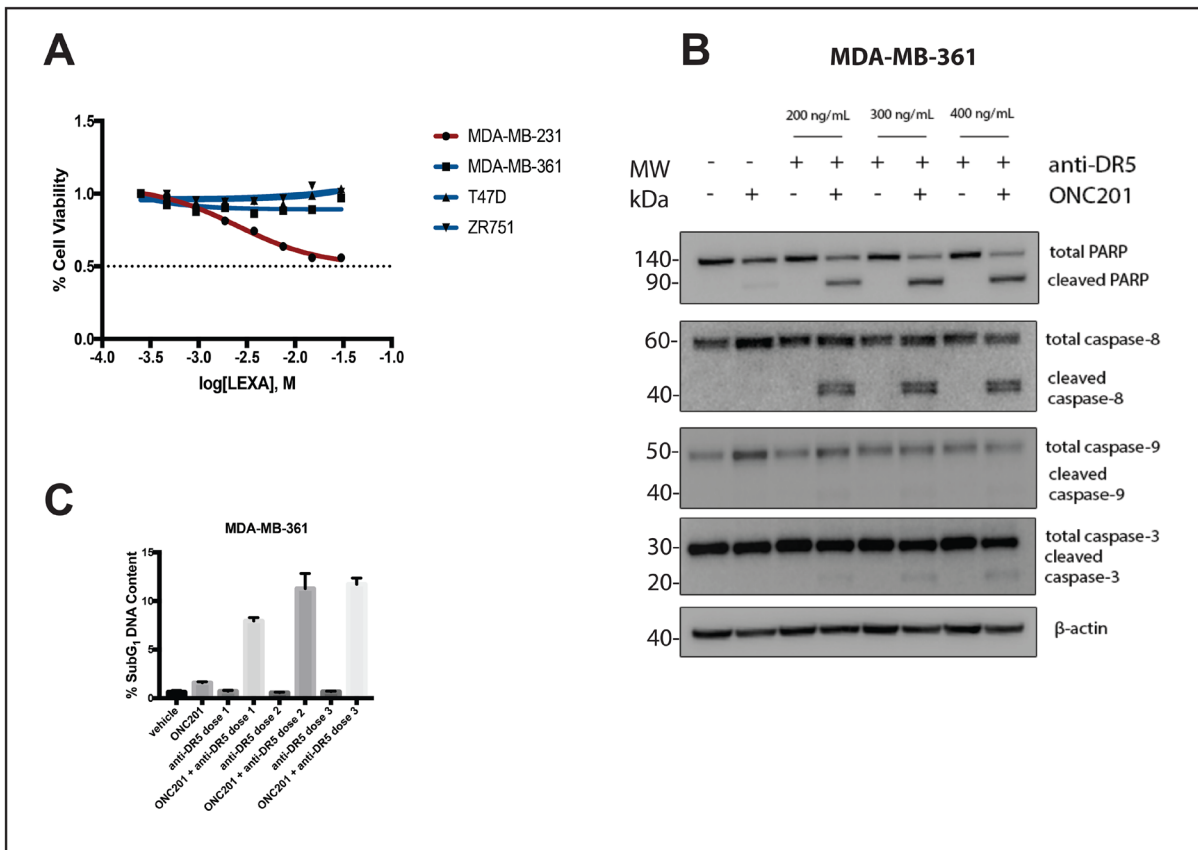 A
1.5
1.0
0.5
0.0
% Cell Viability
-4.0 -3.5 -3.0 -2.5 -2.0 -1.5 -1.0
log[LEXA], M
MDA-MB-231
MDA-MB-361
T47D
ZR751
B
MDA-MB-361
200 ng/mL 300 ng/mL 400 ng/mL
MW
kDa
- - + + + + + + anti-DR5
- + - + - + - + ONC201
140-
90-
total PARP
cleaved PARP
60-
40-
total caspase-8
cleaved
caspase-8
50-
40-
total caspase-9
cleaved
caspase-9
30-
20-
total caspase-3
cleaved
caspase-3
40-
β-actin
C
MDA-MB-361
15
10
5
0
% SubG1 DNA Content
vehicle
ONC201
anti-DR5 dose 1
ONC201 + anti-DR5 dose 1
anti-DR5 dose 2
ONC201 + anti-DR5 dose 2
anti-DR5 dose 3
ONC201 + anti-DR5 dose 3